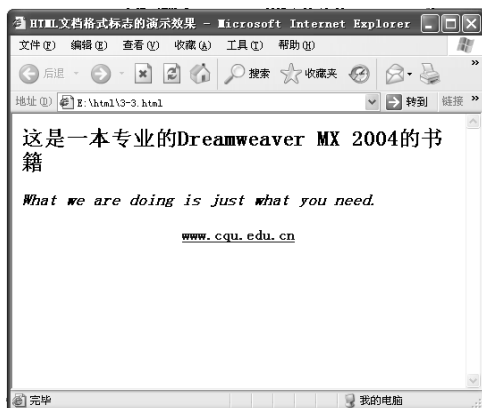 HTML文档格式标志的演示效果 - Microsoft Internet Explorer
文件(F) 编辑(E) 查看(V) 收藏(A) 工具(T) 帮助(H)
后退 搜索 收藏夹 »
地址(D) E:\html\3-3.html 转到 链接 »
这是一本专业的Dreamweaver MX 2004的书
籍
What we are doing is just what you need.
www.cqu.edu.cn
完毕 我的电脑